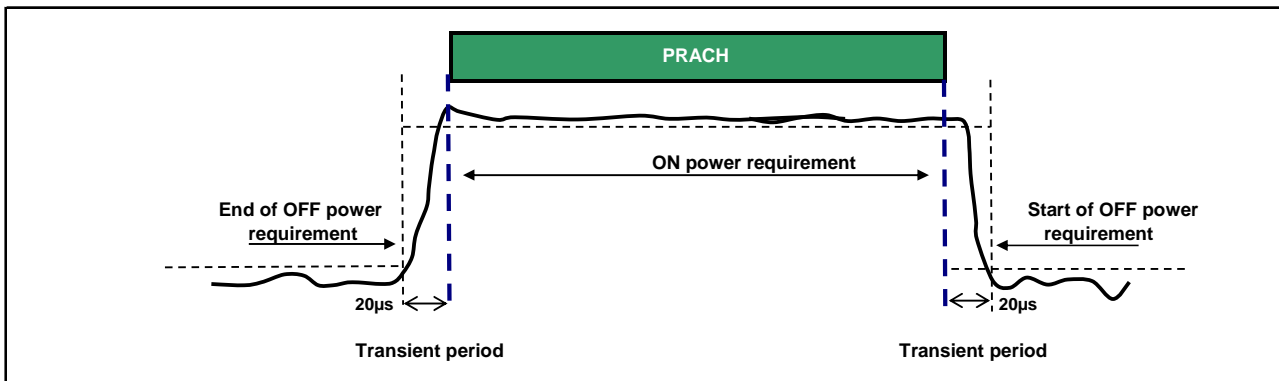 PRACH
ON power requirement
End of OFF power
requirement
Start of OFF power
requirement
20µs
20µs
Transient period
Transient period